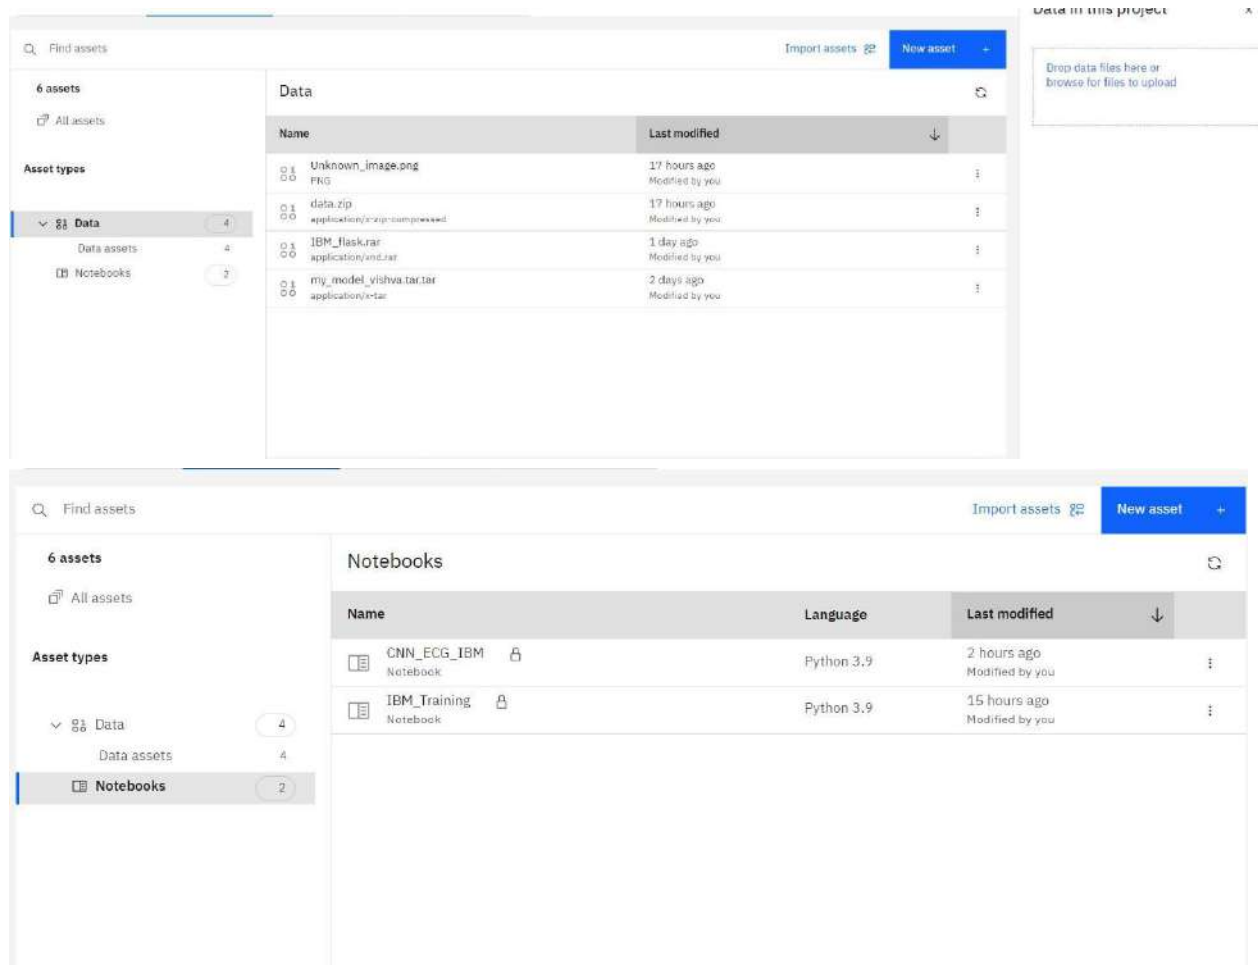 Data in this project x
Find assets
Import assets
New asset +
Drop data files here or
browse for files to upload
6 assets
All assets
Asset types
Data 4
Data assets 4
Notebooks 2
Data
Name Last modified
Unknown_image.png 17 hours ago
PNG Modified by you
data.zip 17 hours ago
application/x-zip-compressed Modified by you
IBM_flask.rar 1 day ago
application/vnd.rar Modified by you
my_model_vishva.tar.tar 2 days ago
application/x-tar Modified by you
Find assets
Import assets
New asset +
6 assets
All assets
Asset types
Data 4
Data assets 4
Notebooks 2
Notebooks
Name Language Last modified
CNN_ECG_IBM Python 3.9 2 hours ago
Notebook Modified by you
IBM_Training Python 3.9 15 hours ago
Notebook Modified by you